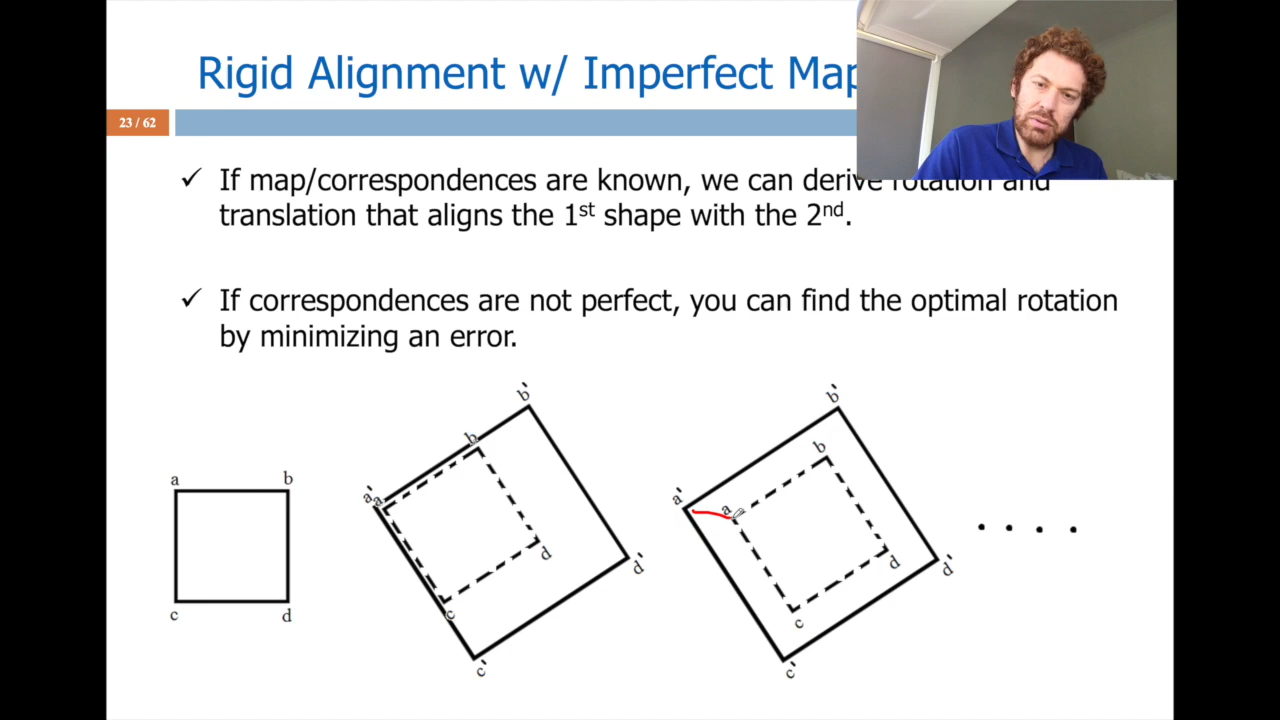 Rigid Alignment w/ Imperfect Map
23 / 62
✓ If map/correspondences are known, we can derive rotation and
translation that aligns the 1st shape with the 2nd.
✓ If correspondences are not perfect, you can find the optimal rotation
by minimizing an error.
a b
c d
a` b`
a b
c d
c` d`
a` b`
a b
c d
c` d`
. . . .